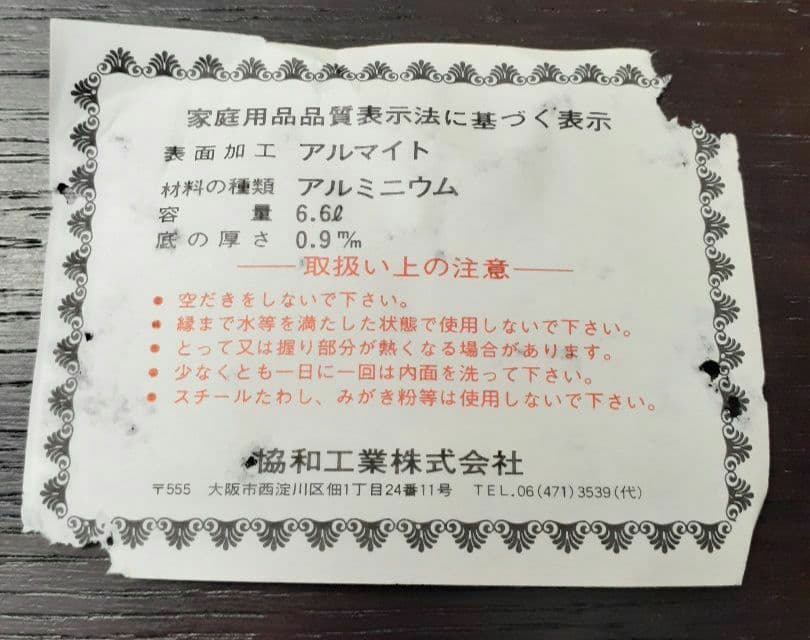 家庭用品品質表示法に基づく表示
表面加工 アルマイト
材料の種類 アルミニウム
容量 6.6ℓ
底の厚さ 0.9㎜
取扱い上の注意
• 空だきをしないで下さい。
• 縁まで水等を満たした状態で使用しないで下さい。
• とって又は握り部分が熱くなる場合があります。
• 少なくとも一日に一回は内面を洗って下さい。
• スチールたわし、みがき粉等は使用しないで下さい。
協和工業株式会社
〒555 大阪市西淀川区佃1丁目24番11号 TEL.06(471)3539(代)